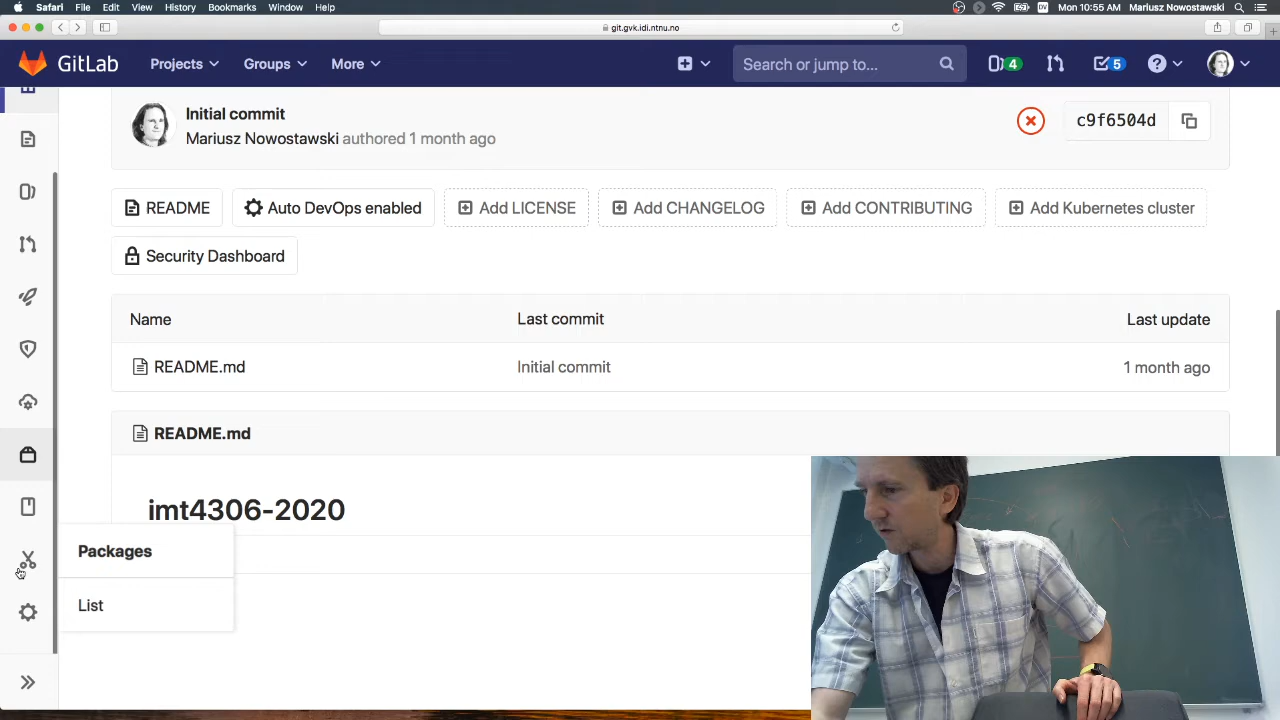 Safari File Edit View History Bookmarks Window Help DV Mon 10:55 AM Mariusz Nowostawski
git.gvk.idi.ntnu.no
GitLab Projects Groups More Search or jump to... 4 5
Initial commit
Mariusz Nowostawski authored 1 month ago
c9f6504d
README Auto DevOps enabled Add LICENSE Add CHANGELOG Add CONTRIBUTING Add Kubernetes cluster
Security Dashboard
Name Last commit Last update
README.md Initial commit 1 month ago
README.md
imt4306-2020
Packages
List